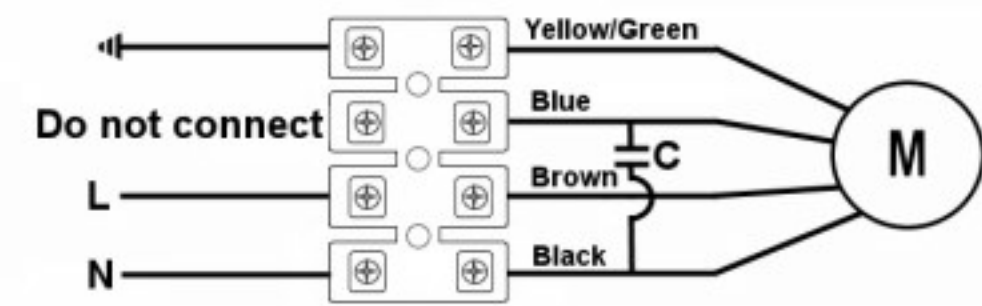 Yellow/Green
Do not connect
Blue
C
M
L
Brown
N
Black